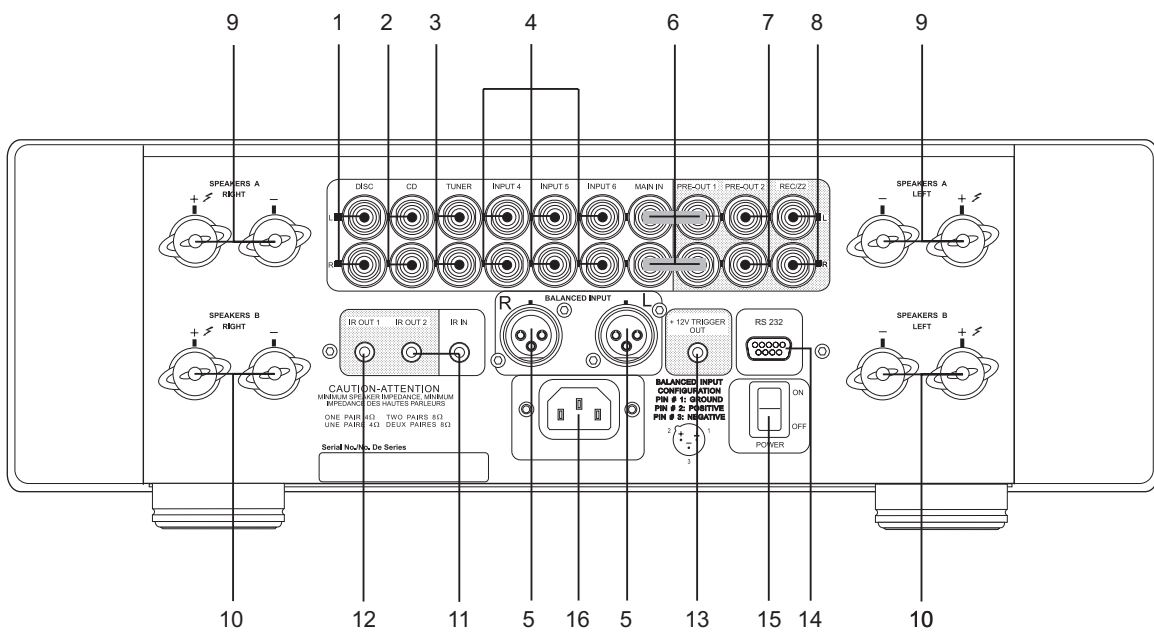 9 1 2 3 4 6 7 8 9
SPEAKERS A
RIGHT
+ −
DISC CD TUNER INPUT 4 INPUT 5 INPUT 6 MAIN IN PRE-OUT 1 PRE-OUT 2 REC/Z2
L L
R R
SPEAKERS A
LEFT
− +
SPEAKERS B
RIGHT
+ −
IR OUT 1 IR OUT 2 IR IN
R BALANCED INPUT L
+ 12V TRIGGER
OUT
RS 232
SPEAKERS B
LEFT
− +
CAUTION-ATTENTION
MINIMUM SPEAKER IMPEDANCE, MINIMUM
IMPEDANCE DES HAUTES PARLEURS
ONE PAIR 4Ω TWO PAIRS 8Ω
UNE PAIRE 4Ω DEUX PAIRES 8Ω
Serial No./No. De Series
BALANCED INPUT
CONFIGURATION
PIN # 1: GROUND
PIN # 2: POSITIVE
PIN # 3: NEGATIVE
2 + − 1
3
ON
OFF
POWER
10 12 11 5 16 5 13 15 14 10